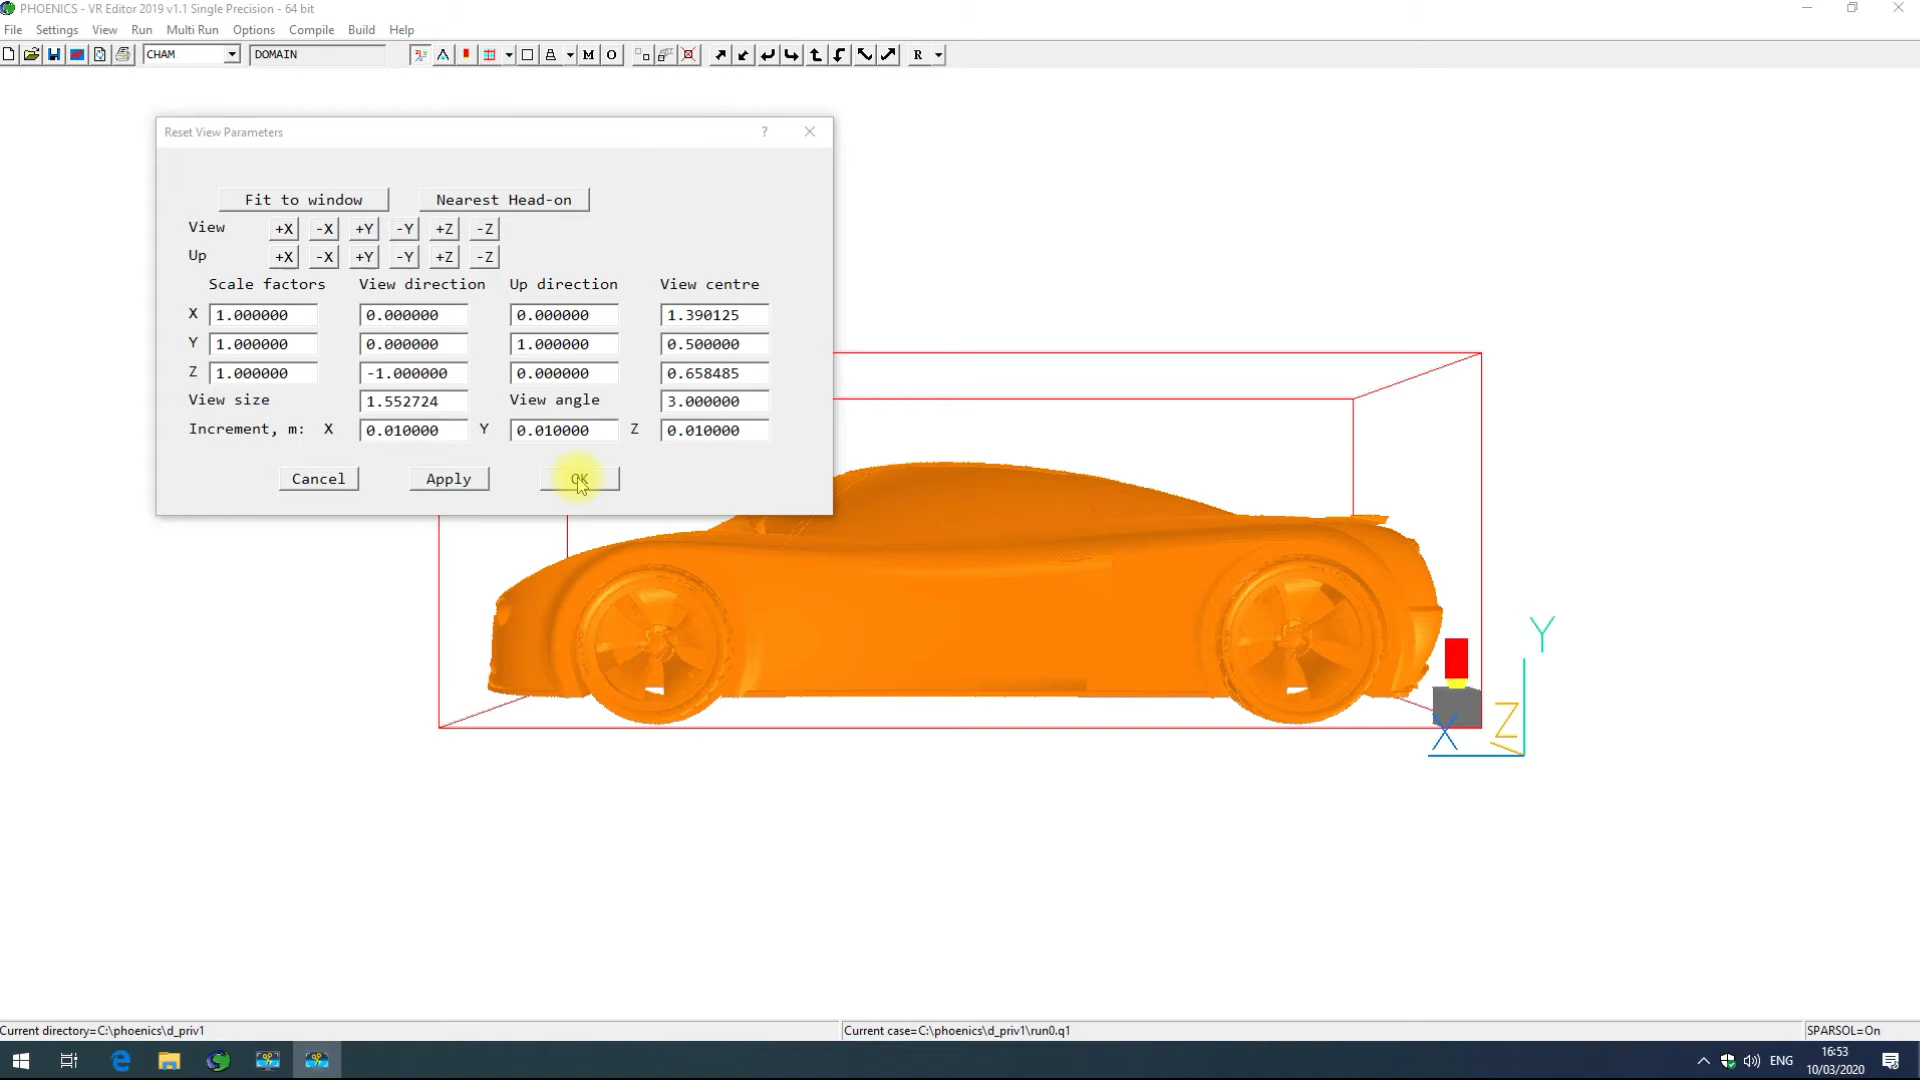 PHOENICS - VR Editor 2019 v1.1 Single Precision - 64 bit
File Settings View Run Multi Run Options Compile Build Help
CHAM DOMAIN M O R
Reset View Parameters ? 
Fit to window Nearest Head-on
View +X -X +Y -Y +Z -Z
Up +X -X +Y -Y +Z -Z
Scale factors View direction Up direction View centre
X 1.000000 0.000000 0.000000 1.390125
Y 1.000000 0.000000 1.000000 0.500000
Z 1.000000 -1.000000 0.000000 0.658485
View size 1.552724 View angle 3.000000
Increment, m: X 0.010000 Y 0.010000 Z 0.010000
Cancel Apply OK
Y
Z
X
Current directory=C:\phoenics\d_priv1 Current case=C:\phoenics\d_priv1\run0.q1 SPARSOL=On
ENG 16:53
10/03/2020